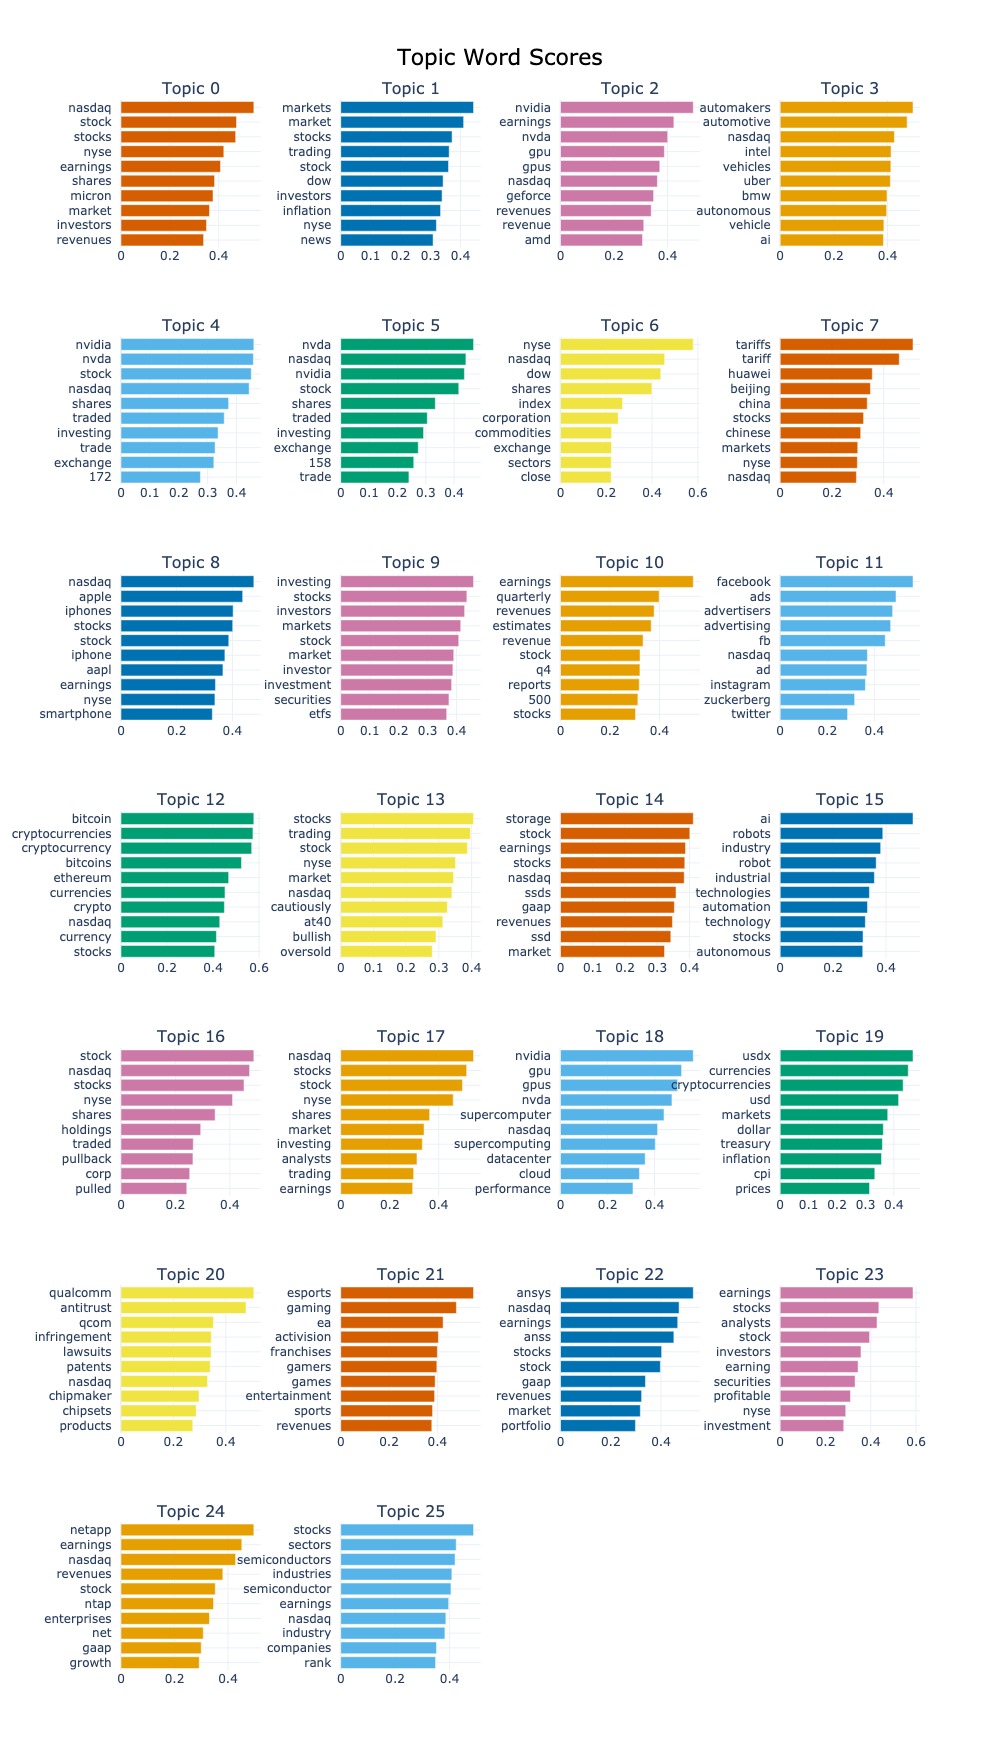 Topic Word Scores
Topic 0
nasdaq
stock
stocks
nyse
earnings
shares
micron
market
investors
revenues
0 0.2 0.4
Topic 1
markets
market
stocks
trading
stock
dow
investors
inflation
nyse
news
0 0.1 0.2 0.3 0.4
Topic 2
nvidia
earnings
nvda
gpu
gpus
nasdaq
geforce
revenues
revenue
amd
0 0.2 0.4
Topic 3
automakers
automotive
nasdaq
intel
vehicles
uber
bmw
autonomous
vehicle
ai
0 0.2 0.4
Topic 4
nvidia
nvda
stock
nasdaq
shares
traded
investing
trade
exchange
172
0 0.1 0.2 0.3 0.4
Topic 5
nvda
nasdaq
nvidia
stock
shares
traded
investing
exchange
158
trade
0 0.1 0.2 0.3 0.4
Topic 6
nyse
nasdaq
dow
shares
index
corporation
commodities
exchange
sectors
close
0 0.2 0.4 0.6
Topic 7
tariffs
tariff
huawei
beijing
china
stocks
chinese
markets
nyse
nasdaq
0 0.2 0.4
Topic 8
nasdaq
apple
iphones
stocks
stock
iphone
aapl
earnings
nyse
smartphone
0 0.2 0.4
Topic 9
investing
stocks
investors
markets
stock
market
investor
investment
securities
etfs
0 0.1 0.2 0.3 0.4
Topic 10
earnings
quarterly
revenues
estimates
revenue
stock
q4
reports
500
stocks
0 0.2 0.4
Topic 11
facebook
ads
advertisers
advertising
fb
nasdaq
ad
instagram
zuckerberg
twitter
0 0.2 0.4
Topic 12
bitcoin
cryptocurrencies
cryptocurrency
bitcoins
ethereum
currencies
crypto
nasdaq
currency
stocks
0 0.2 0.4 0.6
Topic 13
stocks
trading
stock
nyse
market
nasdaq
cautiously
at40
bullish
oversold
0 0.1 0.2 0.3 0.4
Topic 14
storage
stock
earnings
stocks
nasdaq
ssds
gaap
revenues
ssd
market
0 0.1 0.2 0.3 0.4
Topic 15
ai
robots
industry
robot
industrial
technologies
automation
technology
stocks
autonomous
0 0.2 0.4
Topic 16
stock
nasdaq
stocks
nyse
shares
holdings
traded
pullback
corp
pulled
0 0.2 0.4
Topic 17
nasdaq
stocks
stock
nyse
shares
market
investing
analysts
trading
earnings
0 0.2 0.4
Topic 18
nvidia
gpu
gpus
nvda
supercomputer
nasdaq
supercomputing
datacenter
cloud
performance
0 0.2 0.4
Topic 19
usdx
currencies
cryptocurrencies
usd
markets
dollar
treasury
inflation
cpi
prices
0 0.1 0.2 0.3 0.4
Topic 20
qualcomm
antitrust
qcom
infringement
lawsuits
patents
nasdaq
chipmaker
chipsets
products
0 0.2 0.4
Topic 21
esports
gaming
ea
activision
franchises
gamers
games
entertainment
sports
revenues
0 0.2 0.4
Topic 22
ansys
nasdaq
earnings
anss
stocks
stock
gaap
revenues
market
portfolio
0 0.2 0.4
Topic 23
earnings
stocks
analysts
stock
investors
earning
securities
profitable
nyse
investment
0 0.2 0.4 0.6
Topic 24
netapp
earnings
nasdaq
revenues
stock
ntap
enterprises
net
gaap
growth
0 0.2 0.4
Topic 25
stocks
sectors
semiconductors
industries
semiconductor
earnings
nasdaq
industry
companies
rank
0 0.2 0.4